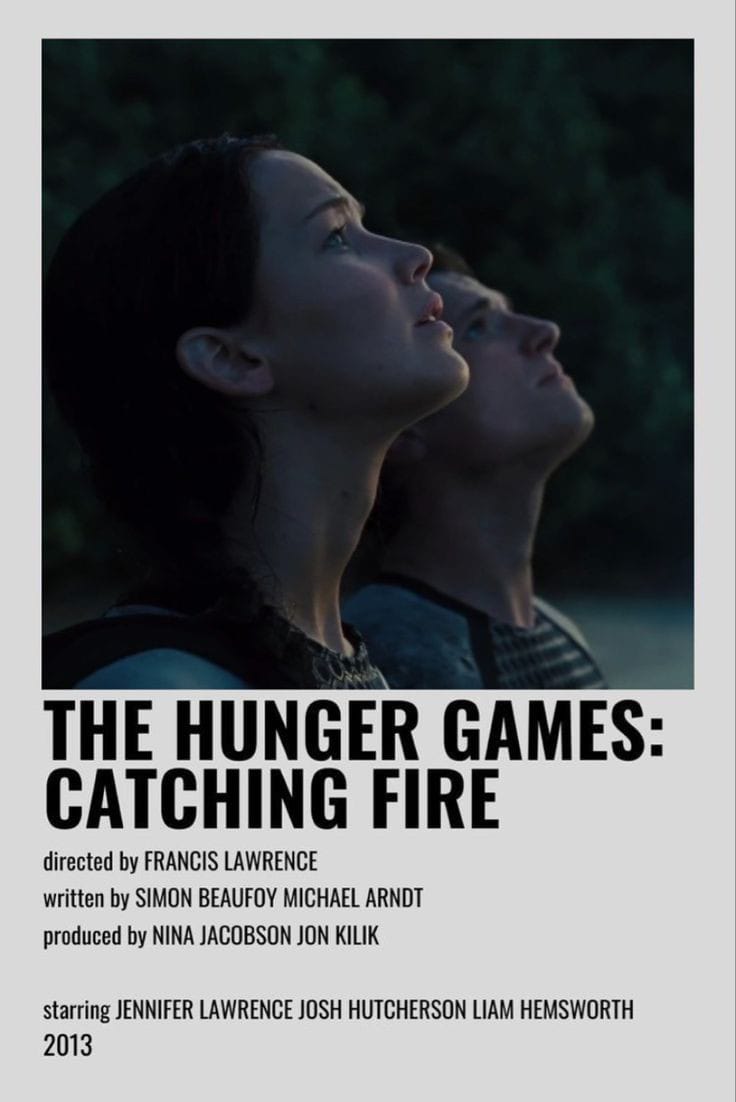 THE HUNGER GAMES:
CATCHING FIRE
directed by FRANCIS LAWRENCE
written by SIMON BEAUFOY MICHAEL ARNDT
produced by NINA JACOBSON JON KILIK
starring JENNIFER LAWRENCE JOSH HUTCHERSON LIAM HEMSWORTH
2013